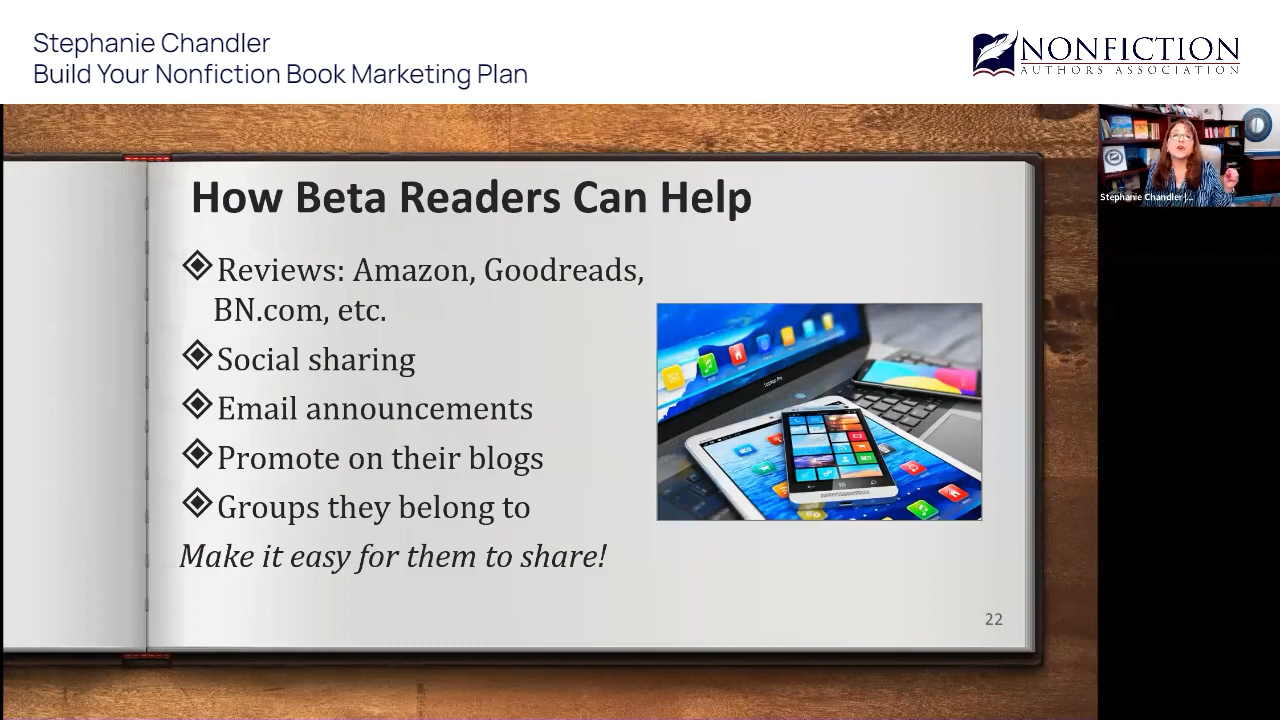 Stephanie Chandler
Build Your Nonfiction Book Marketing Plan
NONFICTION
AUTHORS ASSOCIATION
Stephanie Chandler |...
How Beta Readers Can Help
Reviews: Amazon, Goodreads,
BN.com, etc.
Social sharing
Email announcements
Promote on their blogs
Groups they belong to
Make it easy for them to share!
22